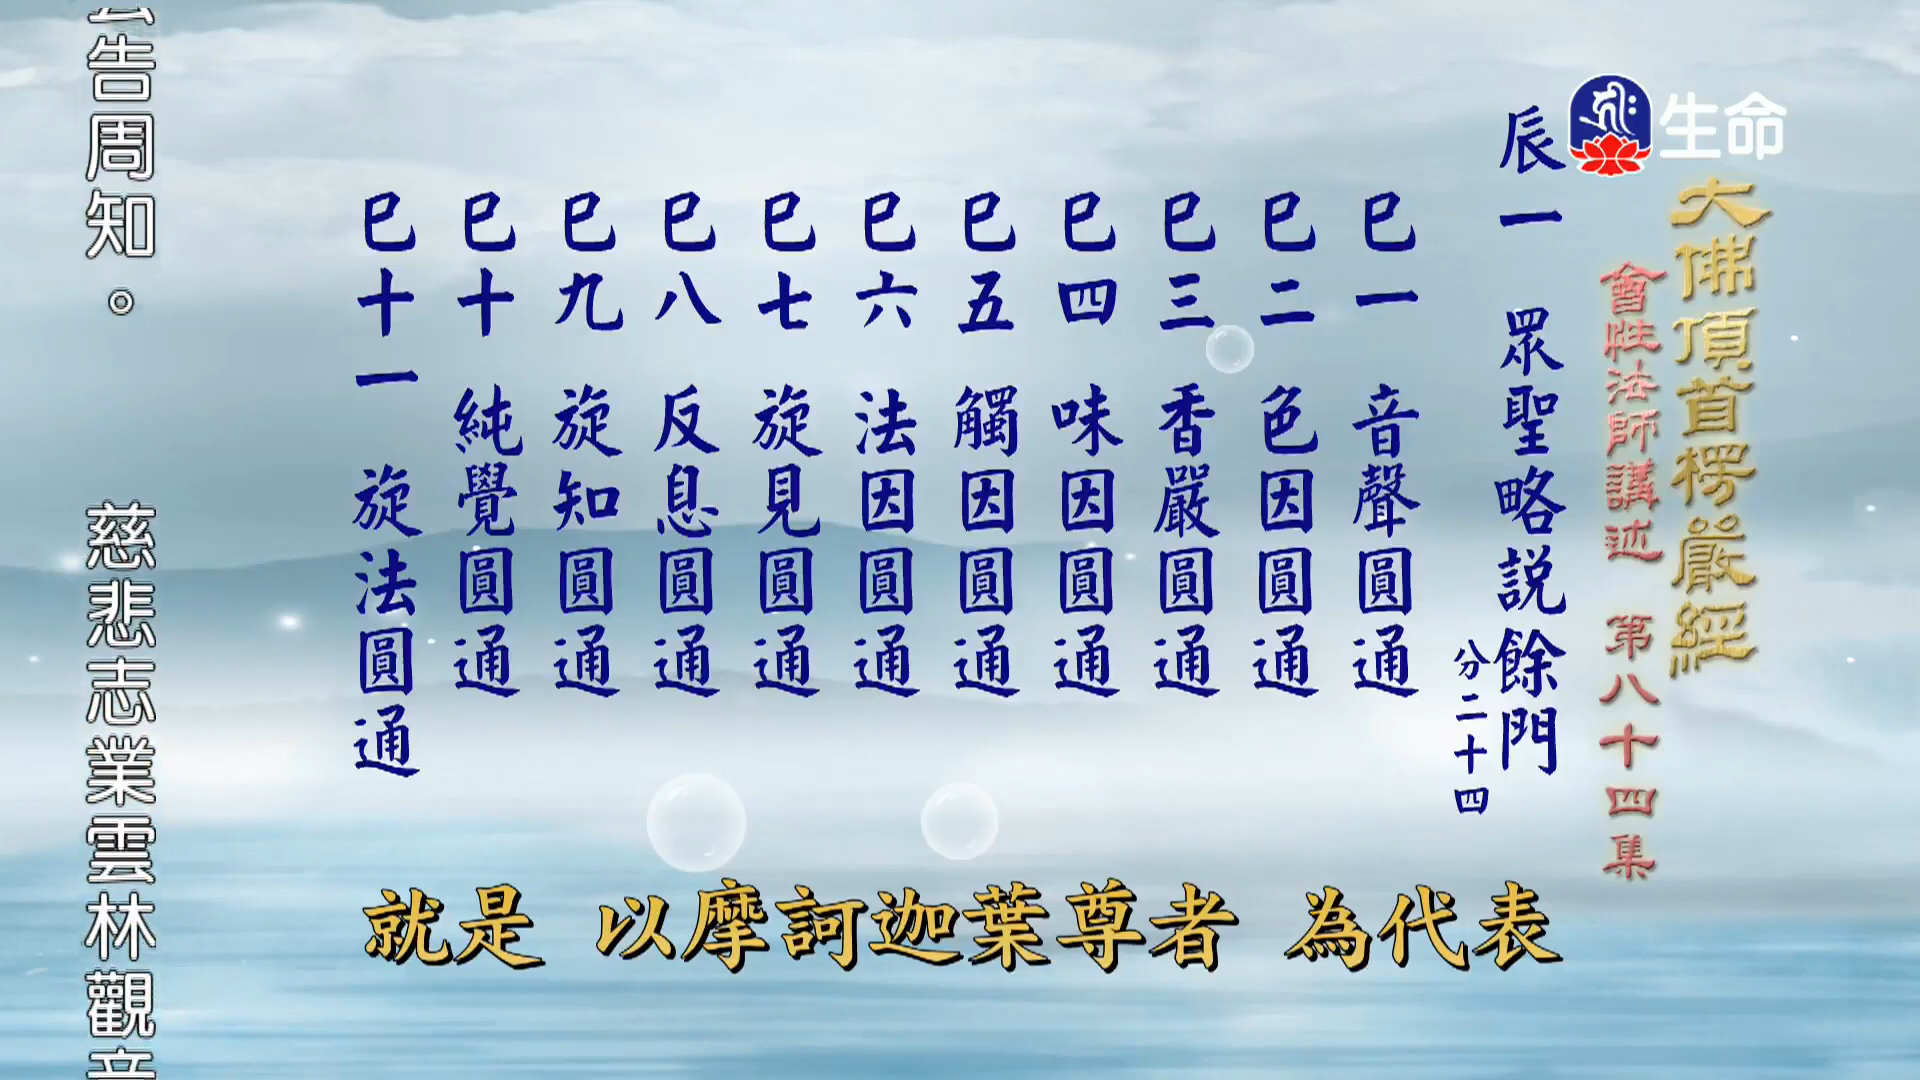 生命
大佛頂首楞嚴經
會性法師講述 第八十四集
辰一 眾聖略說餘門
分二十四
巳一 音聲圓通
巳二 色因圓通
巳三 香嚴圓通
巳四 味因圓通
巳五 觸因圓通
巳六 法因圓通
巳七 旋見圓通
巳八 反息圓通
巳九 旋知圓通
巳十 純覺圓通
巳十一 旋法圓通
告周知。 慈悲志業雲林觀音
就是 以摩訶迦葉尊者 為代表